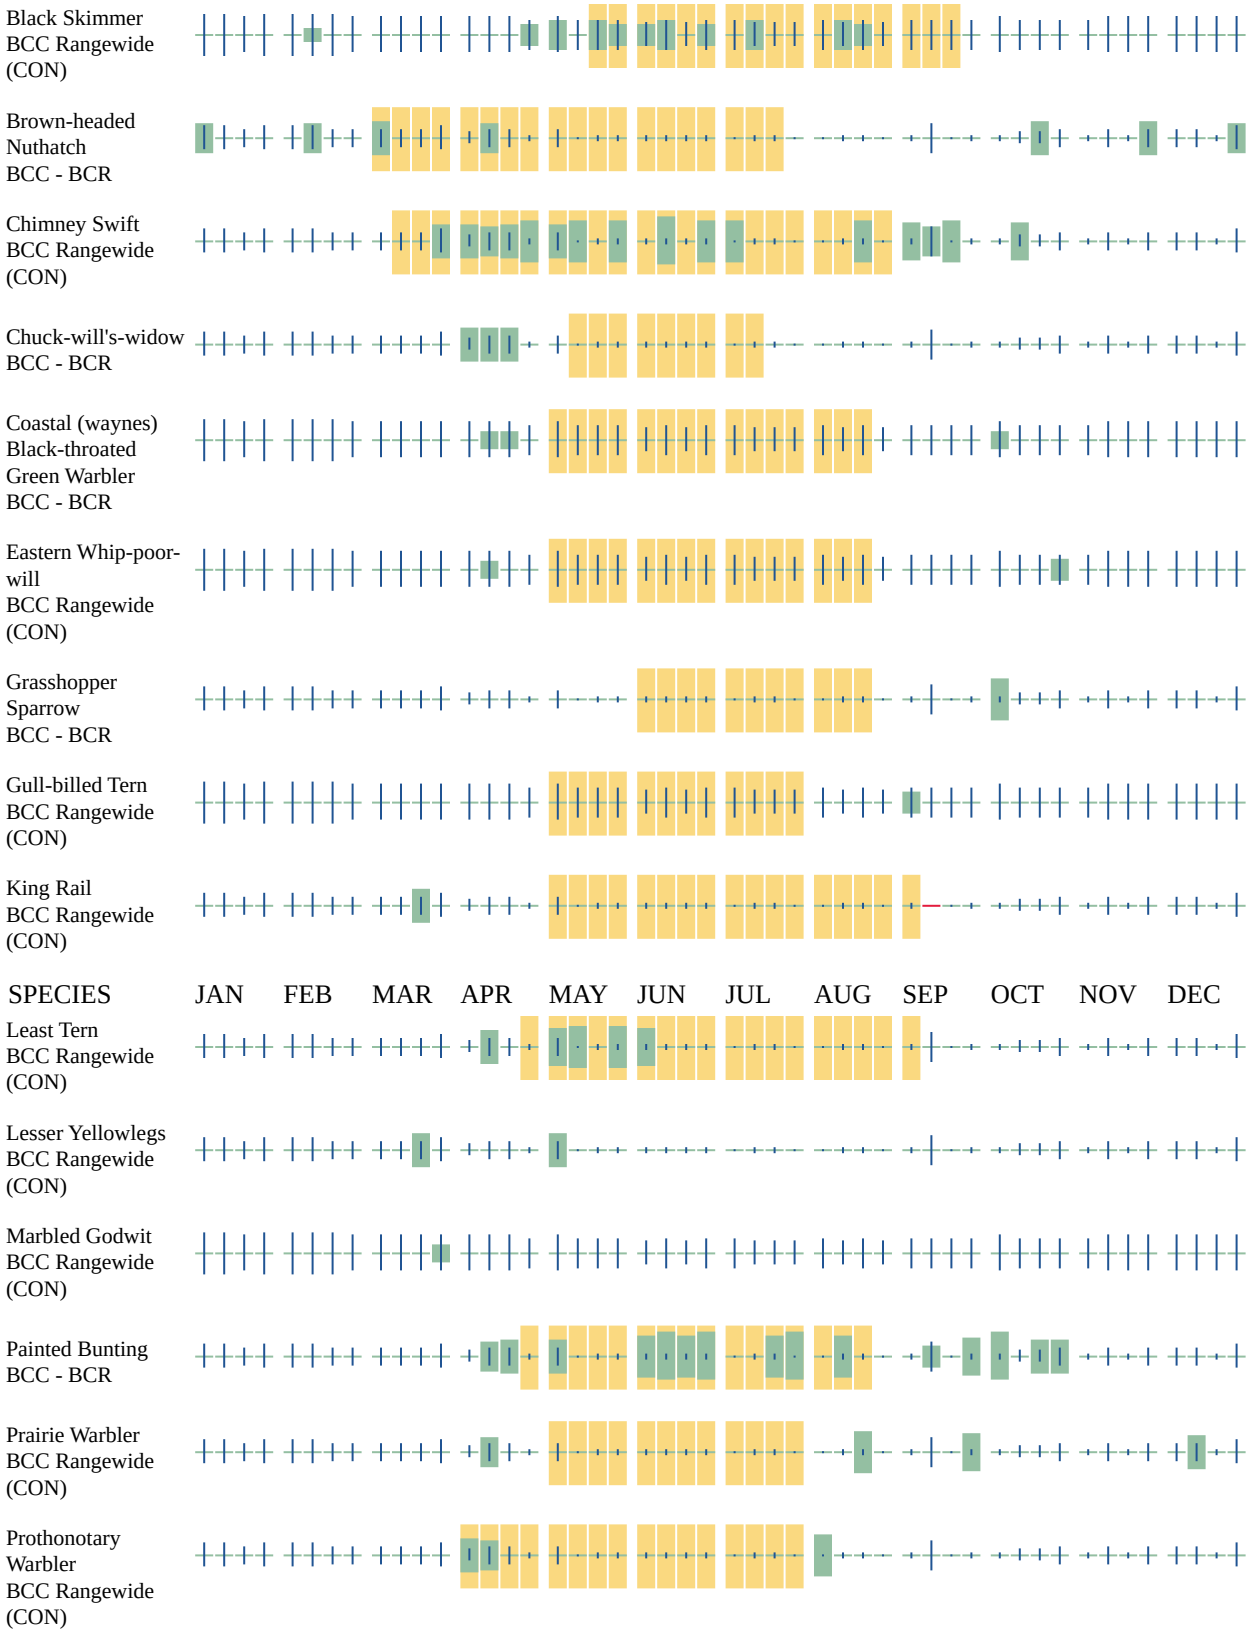 Black Skimmer
BCC Rangewide
(CON)
Brown-headed
Nuthatch
BCC - BCR
Chimney Swift
BCC Rangewide
(CON)
Chuck-will's-widow
BCC - BCR
Coastal (waynes)
Black-throated
Green Warbler
BCC - BCR
Eastern Whip-poor-
will
BCC Rangewide
(CON)
Grasshopper
Sparrow
BCC - BCR
Gull-billed Tern
BCC Rangewide
(CON)
King Rail
BCC Rangewide
(CON)
SPECIES JAN FEB MAR APR MAY JUN JUL AUG SEP OCT NOV DEC
Least Tern
BCC Rangewide
(CON)
Lesser Yellowlegs
BCC Rangewide
(CON)
Marbled Godwit
BCC Rangewide
(CON)
Painted Bunting
BCC - BCR
Prairie Warbler
BCC Rangewide
(CON)
Prothonotary
Warbler
BCC Rangewide
(CON)